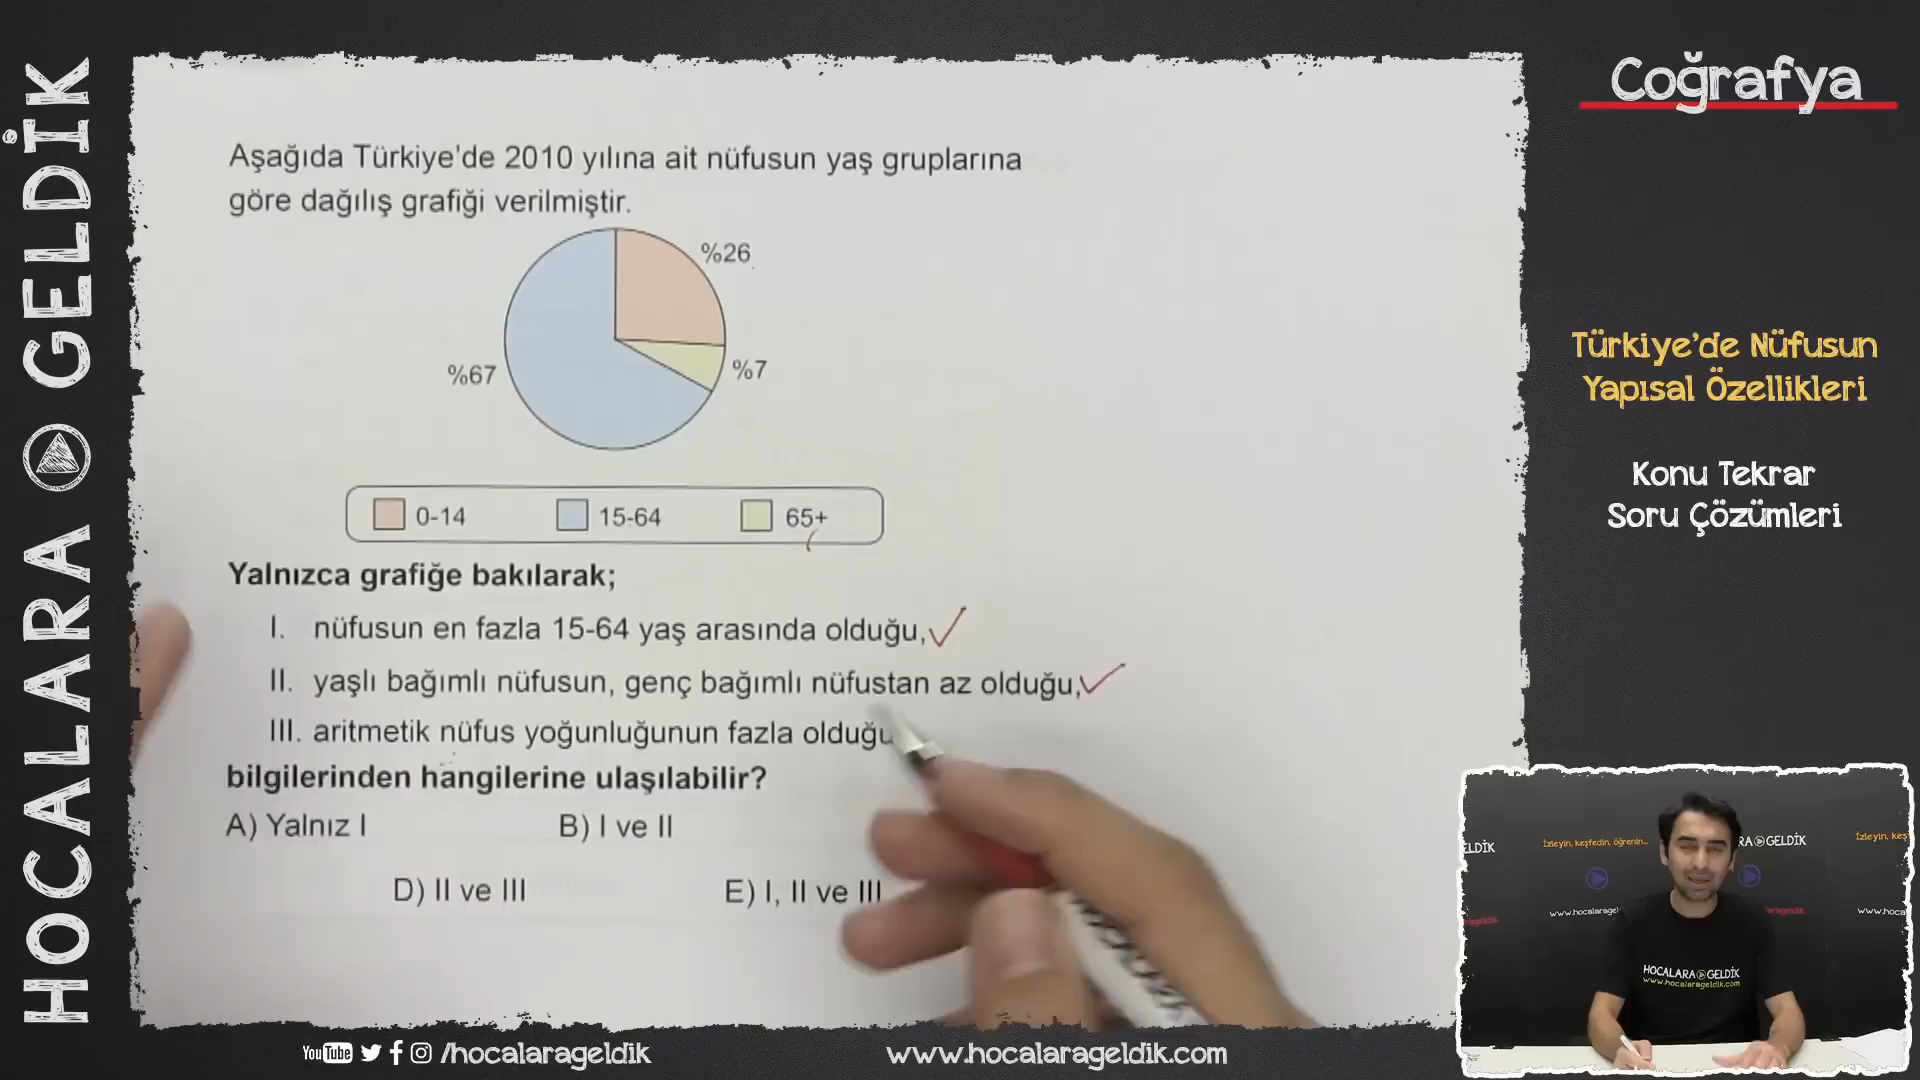 HOCALARA GELDİK
Coğrafya
Türkiye'de Nüfusun
Yapısal Özellikleri
Konu Tekrar
Soru Çözümleri
Aşağıda Türkiye'de 2010 yılına ait nüfusun yaş gruplarına
göre dağılış grafiği verilmiştir.
%26
%7
%67
0-14 15-64 65+
Yalnızca grafiğe bakılarak;
I. nüfusun en fazla 15-64 yaş arasında olduğu,
II. yaşlı bağımlı nüfusun, genç bağımlı nüfustan az olduğu,
III. aritmetik nüfus yoğunluğunun fazla olduğu
bilgilerinden hangilerine ulaşılabilir?
A) Yalnız I B) I ve II
D) II ve III E) I, II ve III
İzleyin, keşfedin, öğrenin...
HOCALARA GELDİK
www.hocalarageldik.com
YouTube /hocalarageldik
www.hocalarageldik.com